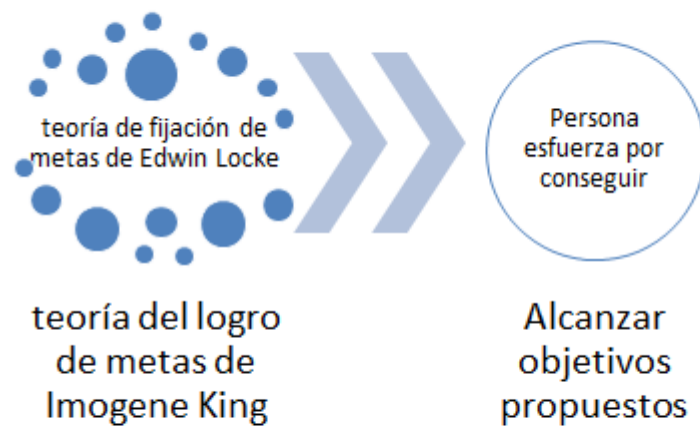 teoría de fijación de
metas de Edwin Locke
Persona
esfuerza por
conseguir
teoría del logro
de metas de
Imogene King
Alcanzar
objetivos
propuestos